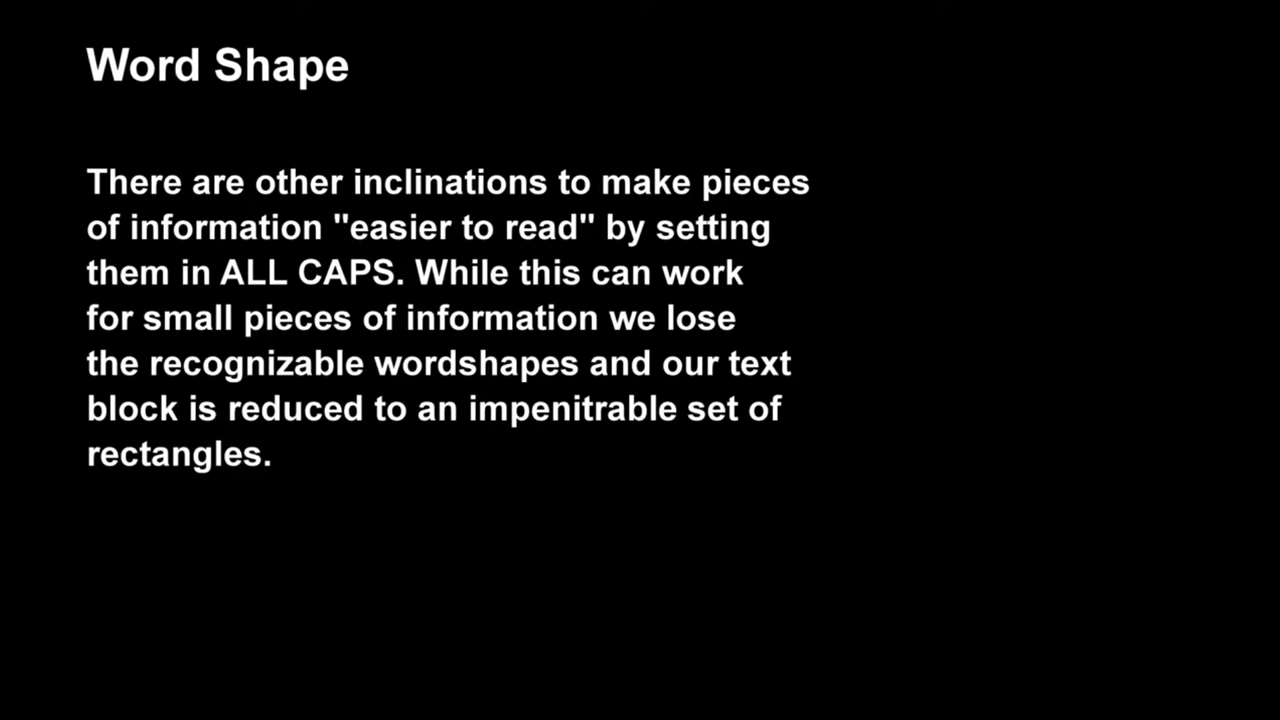 Word Shape
There are other inclinations to make pieces
of information "easier to read" by setting
them in ALL CAPS. While this can work
for small pieces of information we lose
the recognizable wordshapes and our text
block is reduced to an impenitrable set of
rectangles.